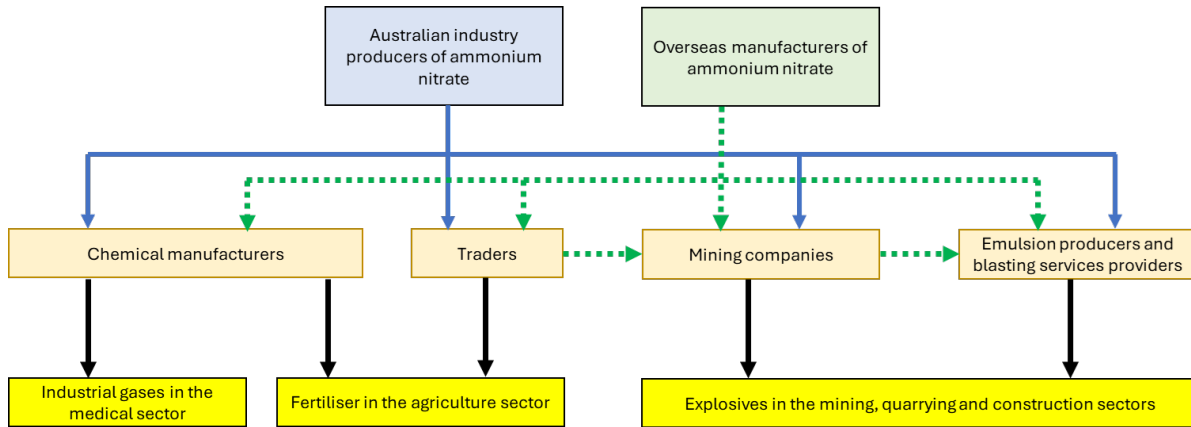 Australian industry
producers of ammonium
nitrate
Overseas manufacturers of
ammonium nitrate
Chemical manufacturers
Traders
Mining companies
Emulsion producers and
blasting services providers
Industrial gases in the
medical sector
Fertiliser in the agriculture sector
Explosives in the mining, quarrying and construction sectors